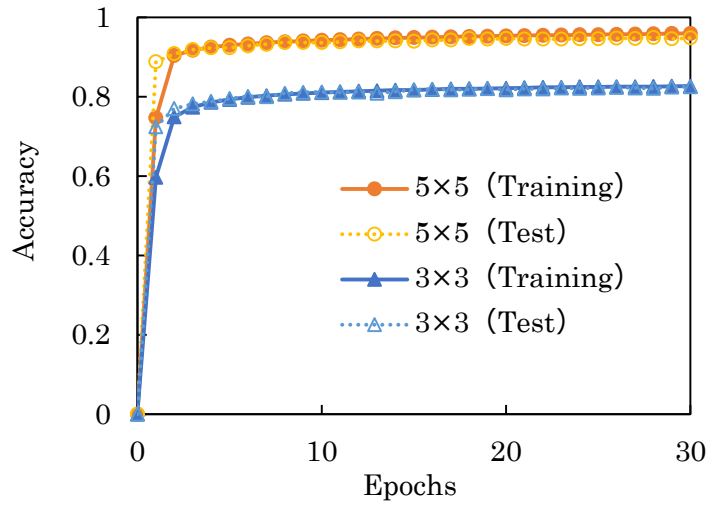 1
0.8
0.6
0.4
0.2
0
0
10
20
30
Accuracy
Epochs
5×5 (Training)
5×5 (Test)
3×3 (Training)
3×3 (Test)